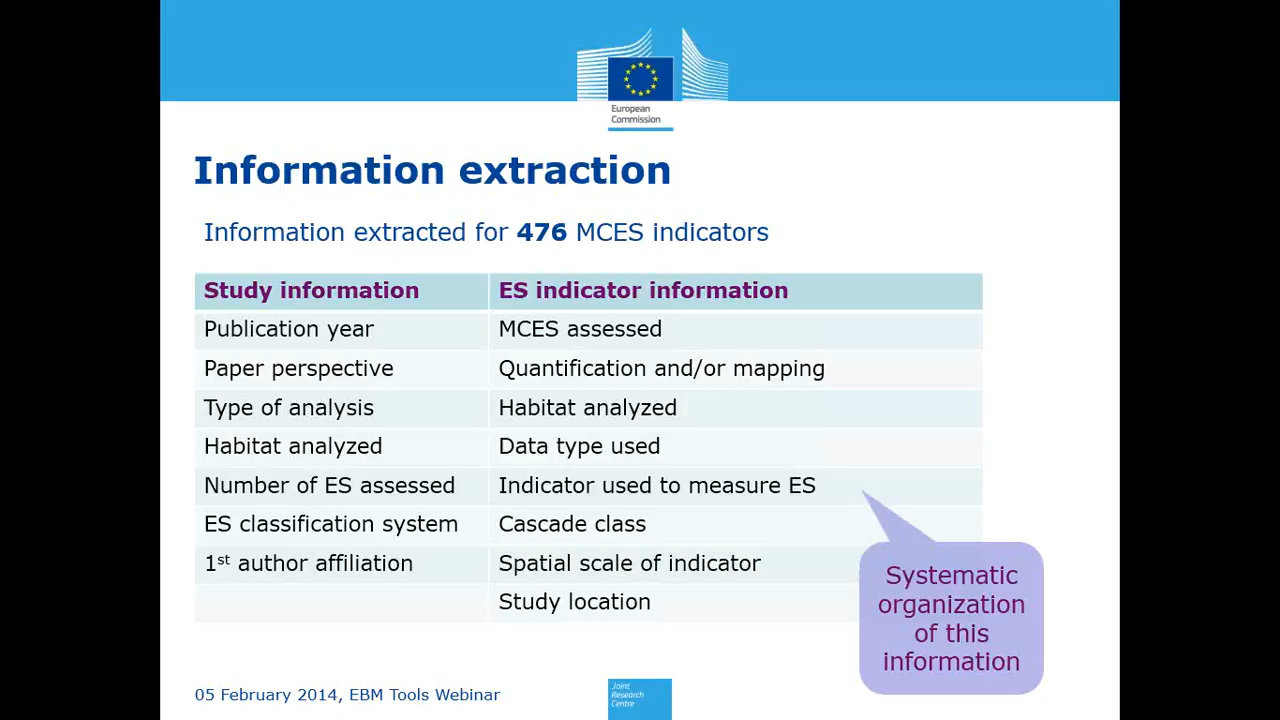 European
Commission
Information extraction
Information extracted for 476 MCES indicators
Study information ES indicator information
Publication year MCES assessed
Paper perspective Quantification and/or mapping
Type of analysis Habitat analyzed
Habitat analyzed Data type used
Number of ES assessed Indicator used to measure ES
ES classification system Cascade class
1st author affiliation Spatial scale of indicator
Study location
Systematic
organization
of this
information
05 February 2014, EBM Tools Webinar
Joint
Research
Centre